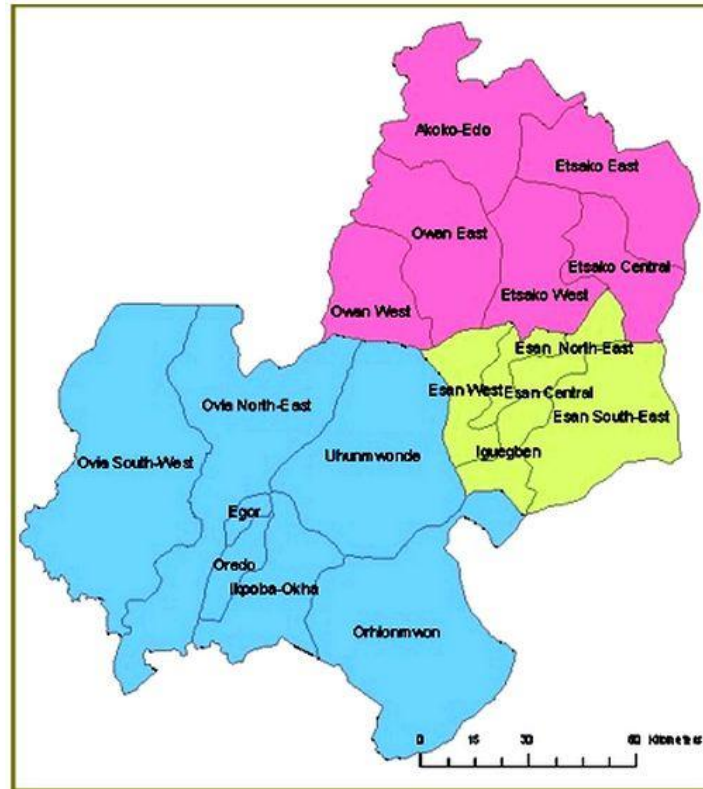 Akoko-Edo
Etsako East
Owan East
Etsako Central
Etsako West
Owan West
Esan North-East
Esan West
Esan Central
Ovia North-East
Esan South-East
Iguegben
Uhunmwonde
Ovia South-West
Egor
Oredo
Ikpoba-Okha
Orhionmwon
0 15 30 60 Kilometers